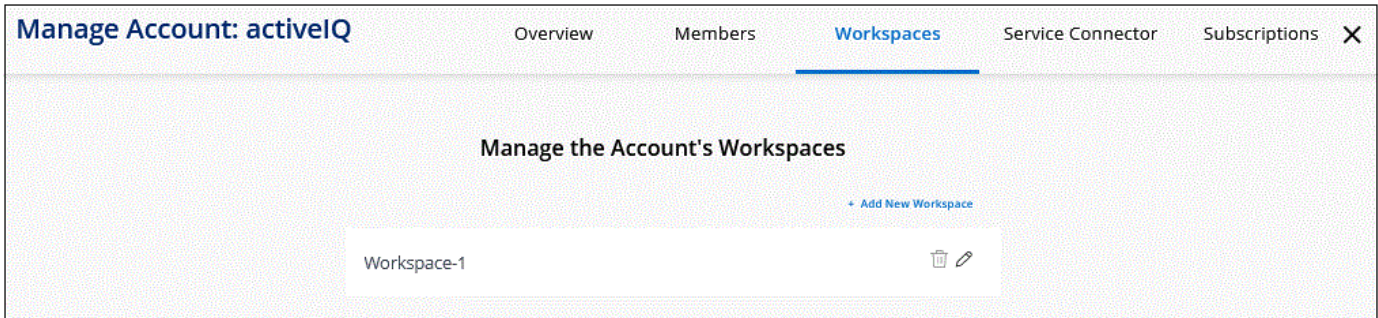 Manage Account: activeIQ
Overview
Members
Workspaces
Service Connector
Subscriptions
Manage the Account's Workspaces
+ Add New Workspace
Workspace-1